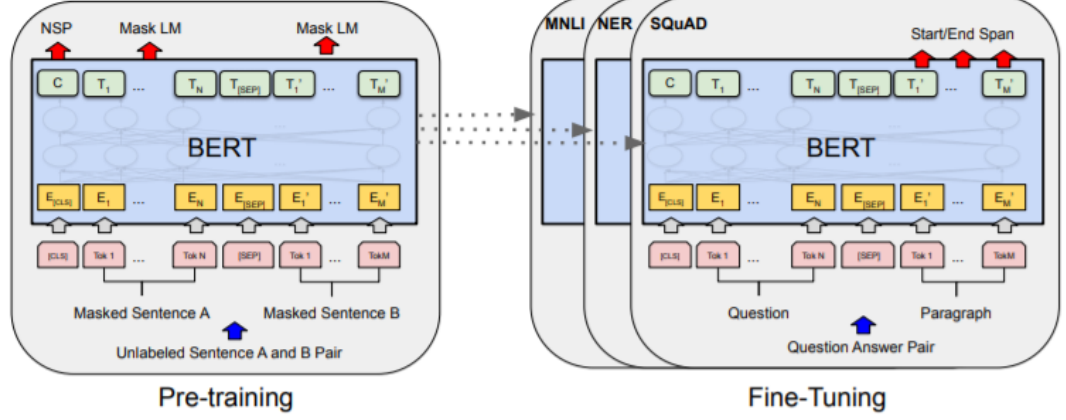 NSP Mask LM Mask LM
C T1 ... TN T[SEP] T1' ... TM'
BERT
E[CLS] E1 ... EN E[SEP] E1' ... EM'
[CLS] Tok 1 ... Tok N [SEP] Tok 1 ... TokM
Masked Sentence A Masked Sentence B
Unlabeled Sentence A and B Pair
Pre-training
MNLI NER SQuAD
Start/End Span
C T1 ... TN T[SEP] T1' ... TM'
BERT
E[CLS] E1 ... EN E[SEP] E1' ... EM'
[CLS] Tok 1 ... Tok N [SEP] Tok 1 ... TokM
Question Paragraph
Question Answer Pair
Fine-Tuning